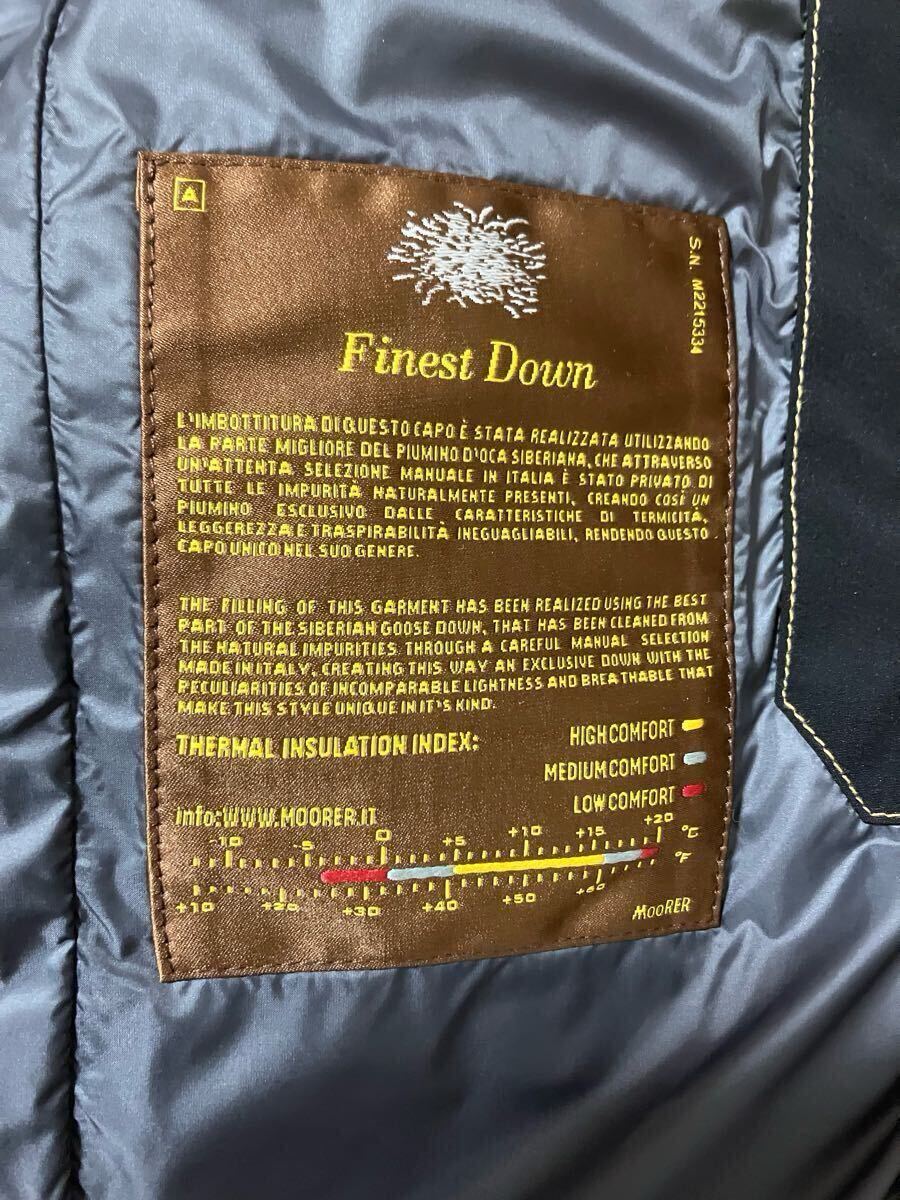 A
S.N. M2215334
Finest Down
L'IMBOTTITURA DI QUESTO CAPO È STATA REALIZZATA UTILIZZANDO
LA PARTE MIGLIORE DEL PIUMINO D'OCA SIBERIANA, CHE ATTRAVERSO
UN'ATTENTA SELEZIONE MANUALE IN ITALIA È STATO PRIVATO DI
TUTTE LE IMPURITÀ NATURALMENTE PRESENTI, CREANDO COSÌ UN
PIUMINO ESCLUSIVO DALLE CARATTERISTICHE DI TERMICITÀ,
LEGGEREZZA E TRASPIRABILITÀ INEGUAGLIABILI, RENDENDO QUESTO
CAPO UNICO NEL SUO GENERE.
THE FILLING OF THIS GARMENT HAS BEEN REALIZED USING THE BEST
PART OF THE SIBERIAN GOOSE DOWN, THAT HAS BEEN CLEANED FROM
THE NATURAL IMPURITIES THROUGH A CAREFUL MANUAL SELECTION
MADE IN ITALY, CREATING THIS WAY AN EXCLUSIVE DOWN WITH THE
PECULIARITIES OF INCOMPARABLE LIGHTNESS AND BREATHABLE THAT
MAKE THIS STYLE UNIQUE IN IT'S KIND.
THERMAL INSULATION INDEX:
HIGH COMFORT
MEDIUM COMFORT
LOW COMFORT
info:WWW.MOORER.IT
-10 -5 0 +5 +10 +15 +20 °C
°F
+10 +20 +30 +40 +50 +60
MOORER